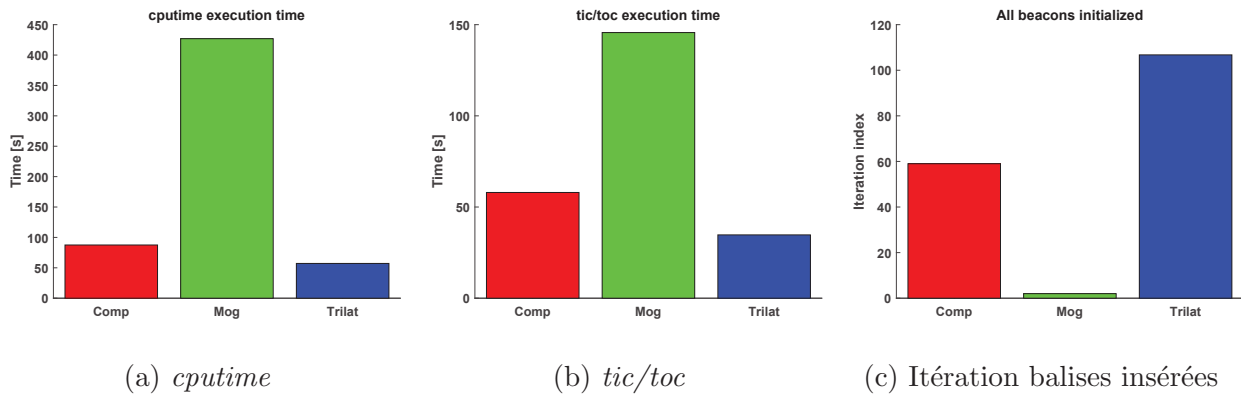 cputime execution time
450
400
350
300
250
200
150
100
50
0
Time [s]
Comp Mog Trilat
(a) cputime
tic/toc execution time
150
100
50
0
Time [s]
Comp Mog Trilat
(b) tic/toc
All beacons initialized
120
100
80
60
40
20
0
Iteration index
Comp Mog Trilat
(c) Itération balises insérées